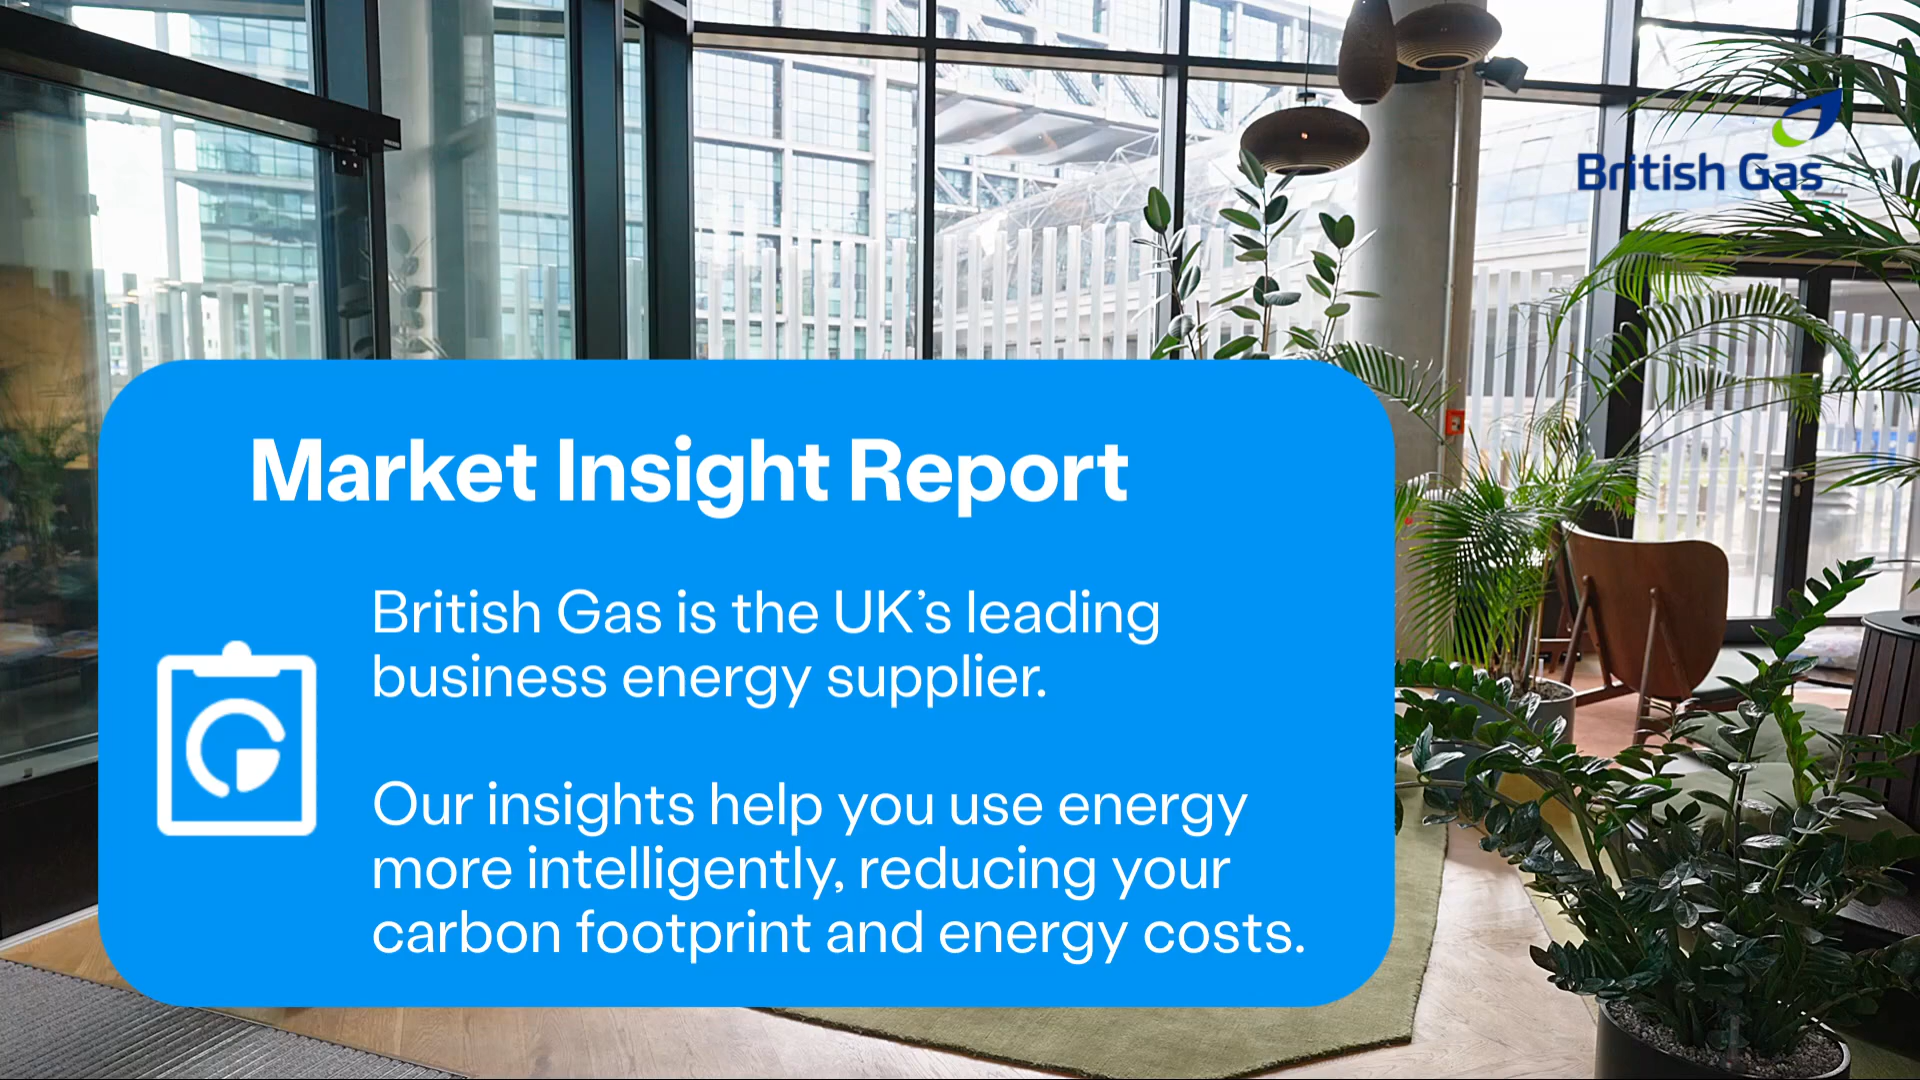 British Gas
Market Insight Report
British Gas is the UK’s leading
business energy supplier.
Our insights help you use energy
more intelligently, reducing your
carbon footprint and energy costs.